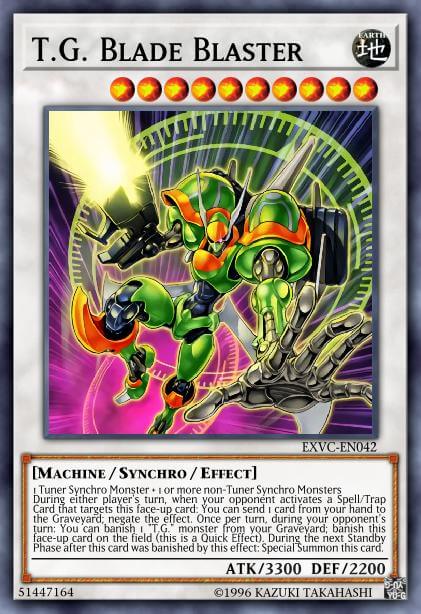 T.G. Blade Blaster
EARTH
地
EXVC-EN042
[Machine / Synchro / Effect]
1 Tuner Synchro Monster + 1 or more non-Tuner Synchro Monsters
During either player's turn, when your opponent activates a Spell/Trap
Card that targets this face-up card: You can send 1 card from your hand to
the Graveyard; negate the effect. Once per turn, during your opponent's
turn: You can banish 1 "T.G." monster from your Graveyard; banish this
face-up card on the field (this is a Quick Effect). During the next Standby
Phase after this card was banished by this effect: Special Summon this card.
ATK/3300 DEF/2200
51447164
©1996 KAZUKI TAKAHASHI